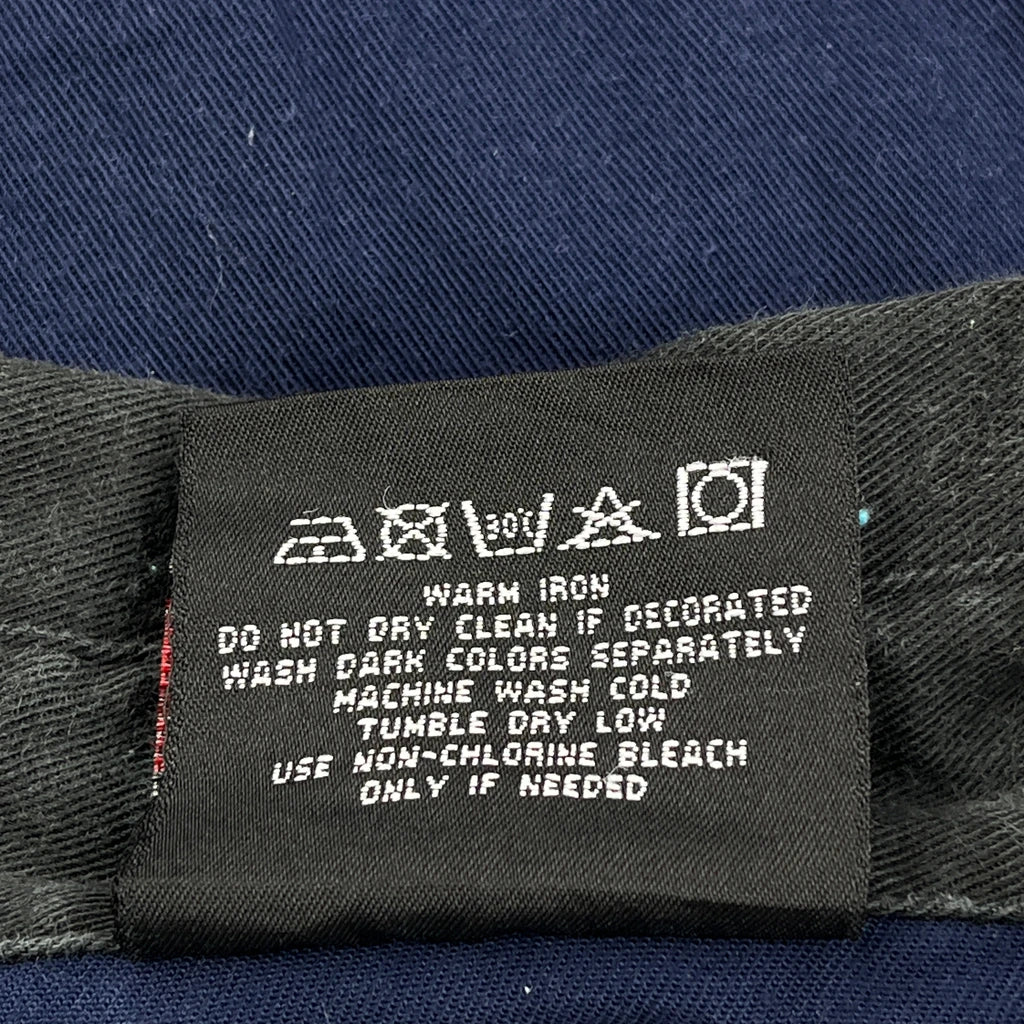 30℃
WARM IRON
DO NOT DRY CLEAN IF DECORATED
WASH DARK COLORS SEPARATELY
MACHINE WASH COLD
TUMBLE DRY LOW
USE NON-CHLORINE BLEACH
ONLY IF NEEDED